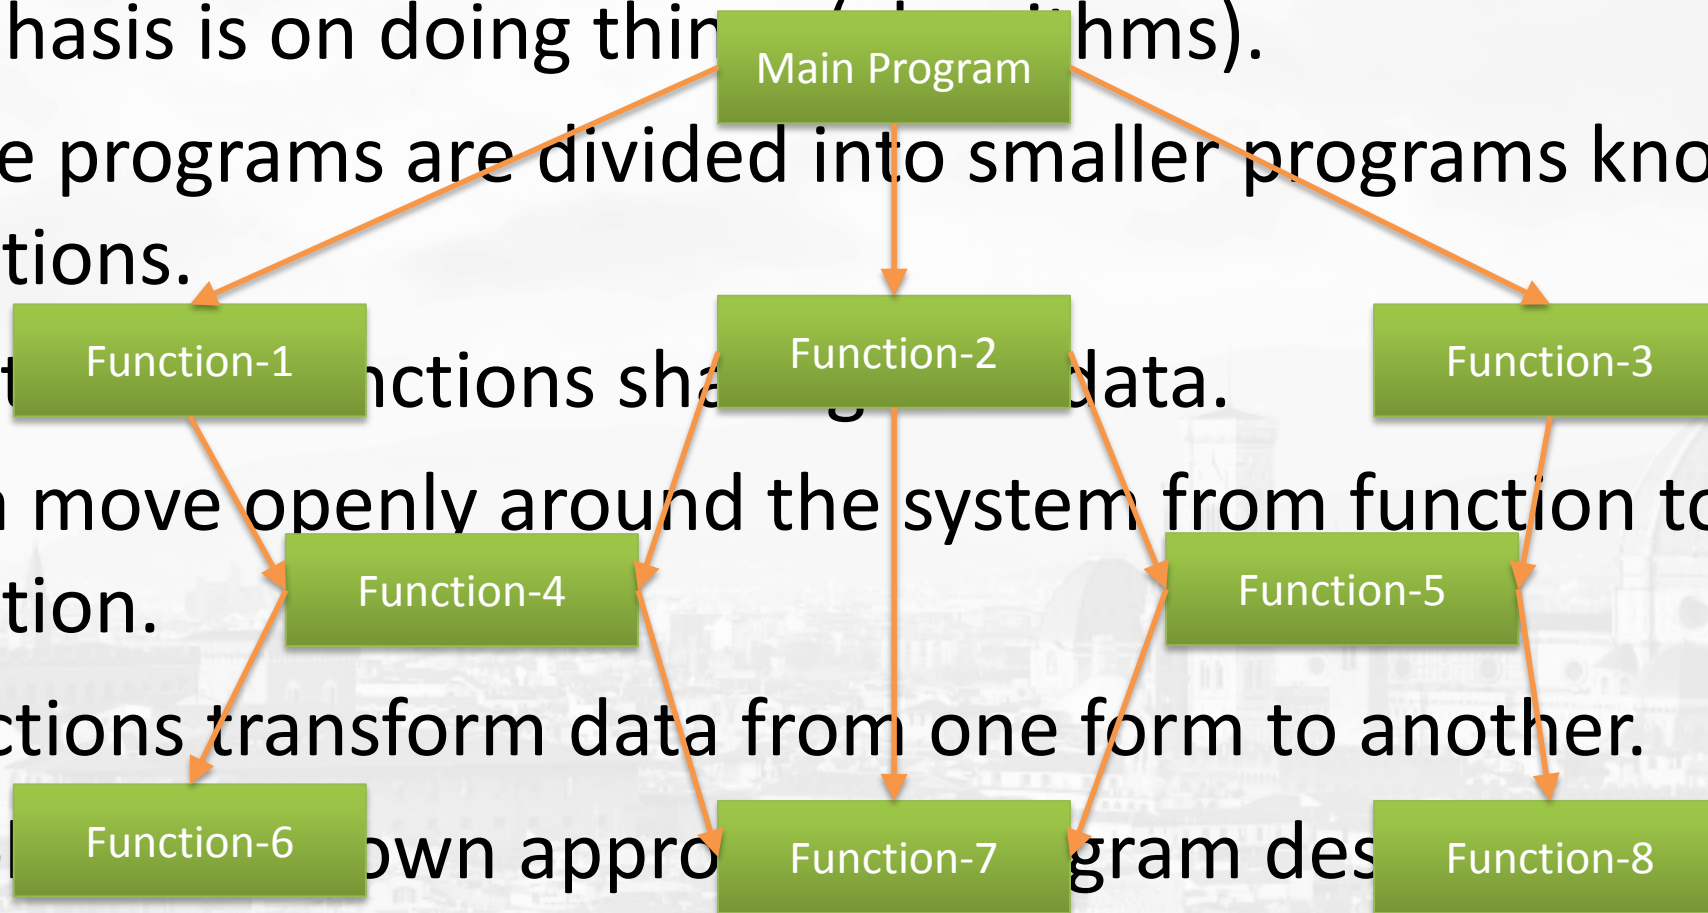 hasis is on doing thin hms).
Main Program
e programs are divided into smaller programs kno
tions.
Function-1
Function-2
Function-3
nctions sha data.
move openly around the system from function to
tion.
Function-4
Function-5
ctions transform data from one form to another.
Function-6
Function-7
Function-8
own appro gram des